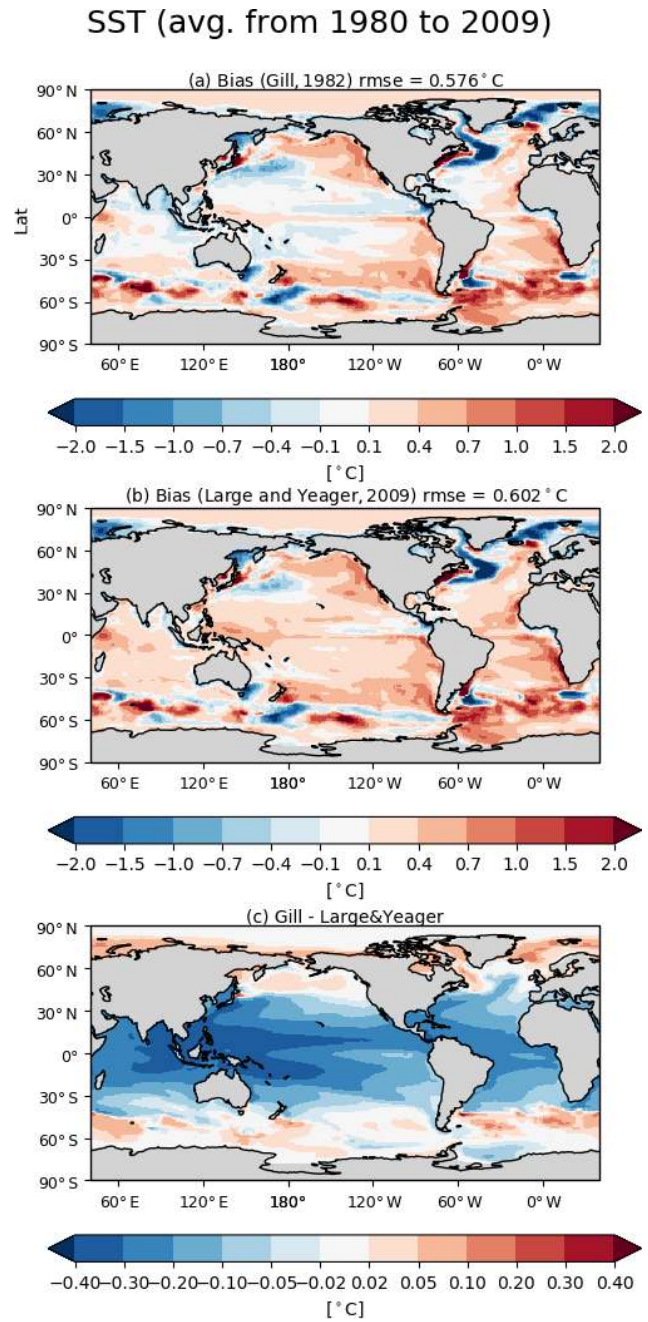 SST (avg. from 1980 to 2009)
(a) Bias (Gill, 1982) rmse = 0.576°C
90°N
60°N
30°N
0°
30°S
60°S
90°S
Lat
60°E 120°E 180° 120°W 60°W 0°W
−2.0 −1.5 −1.0 −0.7 −0.4 −0.1 0.1 0.4 0.7 1.0 1.5 2.0
[°C]
(b) Bias (Large and Yeager, 2009) rmse = 0.602°C
90°N
60°N
30°N
0°
30°S
60°S
90°S
60°E 120°E 180° 120°W 60°W 0°W
−2.0 −1.5 −1.0 −0.7 −0.4 −0.1 0.1 0.4 0.7 1.0 1.5 2.0
[°C]
(c) Gill - Large&Yeager
90°N
60°N
30°N
0°
30°S
60°S
90°S
60°E 120°E 180° 120°W 60°W 0°W
−0.40 −0.30 −0.20 −0.10 −0.05 −0.02 0.02 0.05 0.10 0.20 0.30 0.40
[°C]